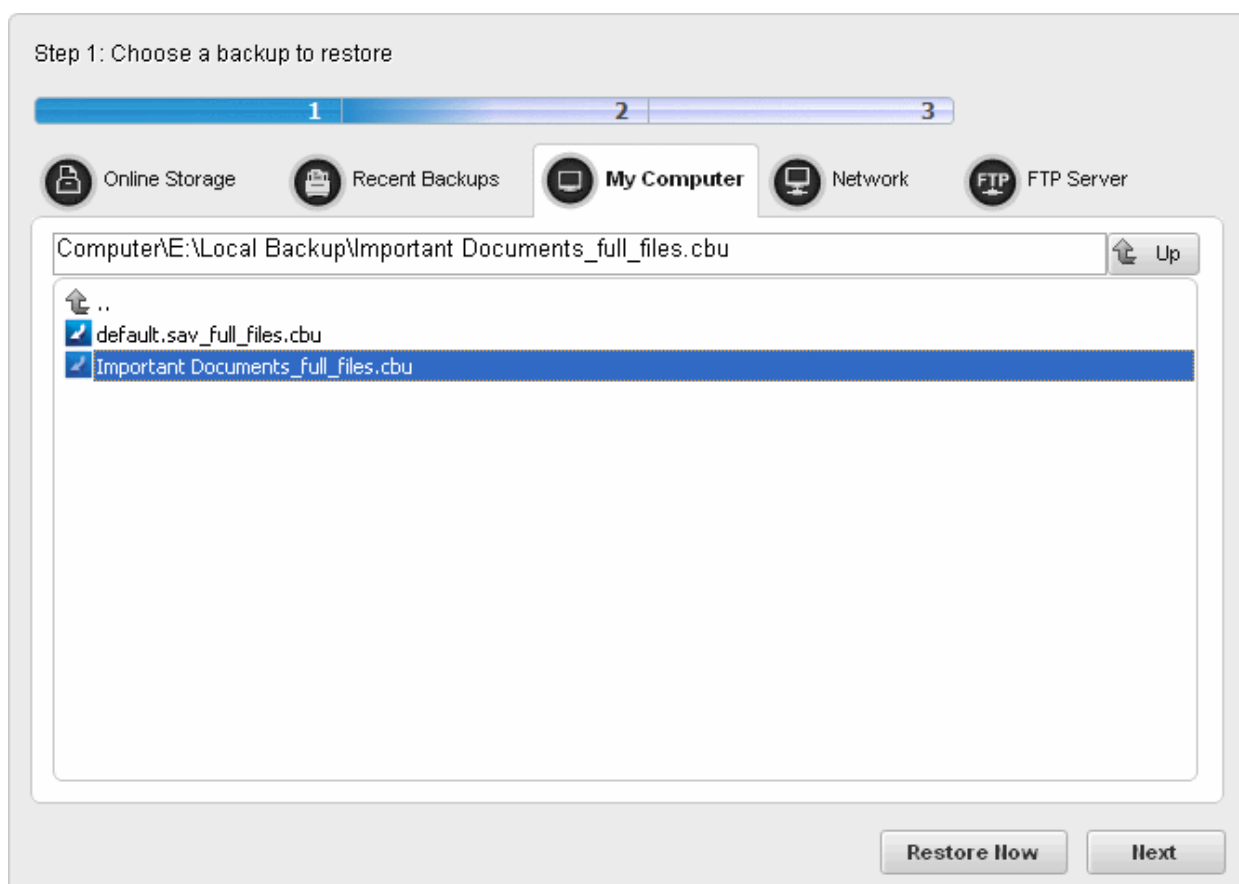 Step 1: Choose a backup to restore
1 2 3
Online Storage Recent Backups My Computer Network FTP FTP Server
Computer\E:\Local Backup\Important Documents_full_files.cbu Up
..
default.sav_full_files.cbu
Important Documents_full_files.cbu
Restore Now Next